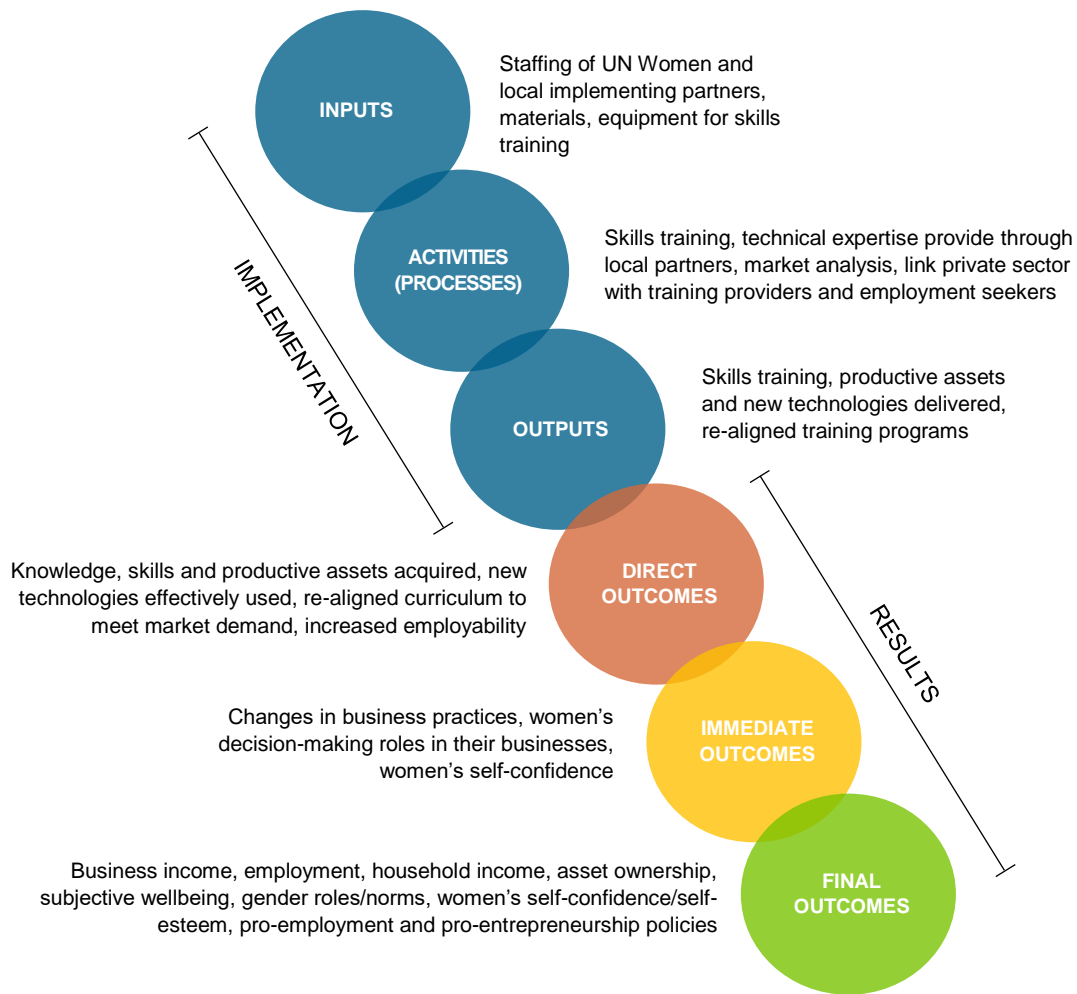 INPUTS
Staffing of UN Women and
local implementing partners,
materials, equipment for skills
training
ACTIVITIES
(PROCESSES)
Skills training, technical expertise provide through
local partners, market analysis, link private sector
with training providers and employment seekers
IMPLEMENTATION
OUTPUTS
Skills training, productive assets
and new technologies delivered,
re-aligned training programs
DIRECT
OUTCOMES
Knowledge, skills and productive assets acquired, new
technologies effectively used, re-aligned curriculum to
meet market demand, increased employability
RESULTS
IMMEDIATE
OUTCOMES
Changes in business practices, women’s
decision-making roles in their businesses,
women’s self-confidence
FINAL
OUTCOMES
Business income, employment, household income, asset ownership,
subjective wellbeing, gender roles/norms, women’s self-confidence/self-
esteem, pro-employment and pro-entrepreneurship policies